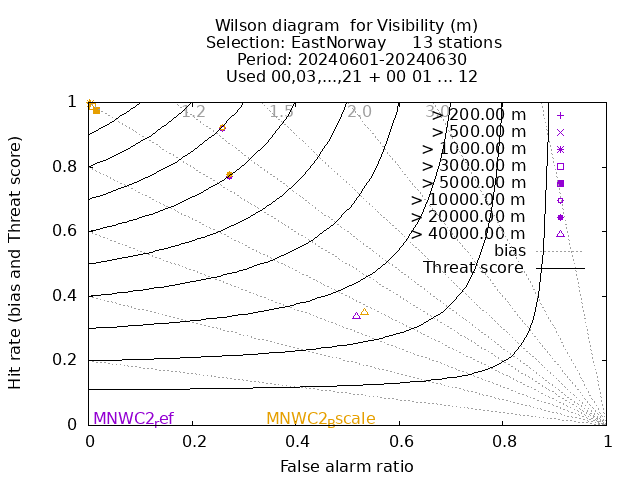 Wilson diagram  for Visibility (m)
Selection: EastNorway     13 stations
Period: 20240601-20240630
Used 00,03,...,21 + 00 01 ... 12
Hit rate (bias and Threat score)
1
0.8
0.6
0.4
0.2
0
1.2
1.5
2.0
3.0
> 200.00 m
> 500.00 m
> 1000.00 m
> 3000.00 m
> 5000.00 m
> 10000.00 m
> 20000.00 m
> 40000.00 m
bias
Threat score
MNWC2ref
MNWC2Bscale
0
0.2
0.4
0.6
0.8
1
False alarm ratio